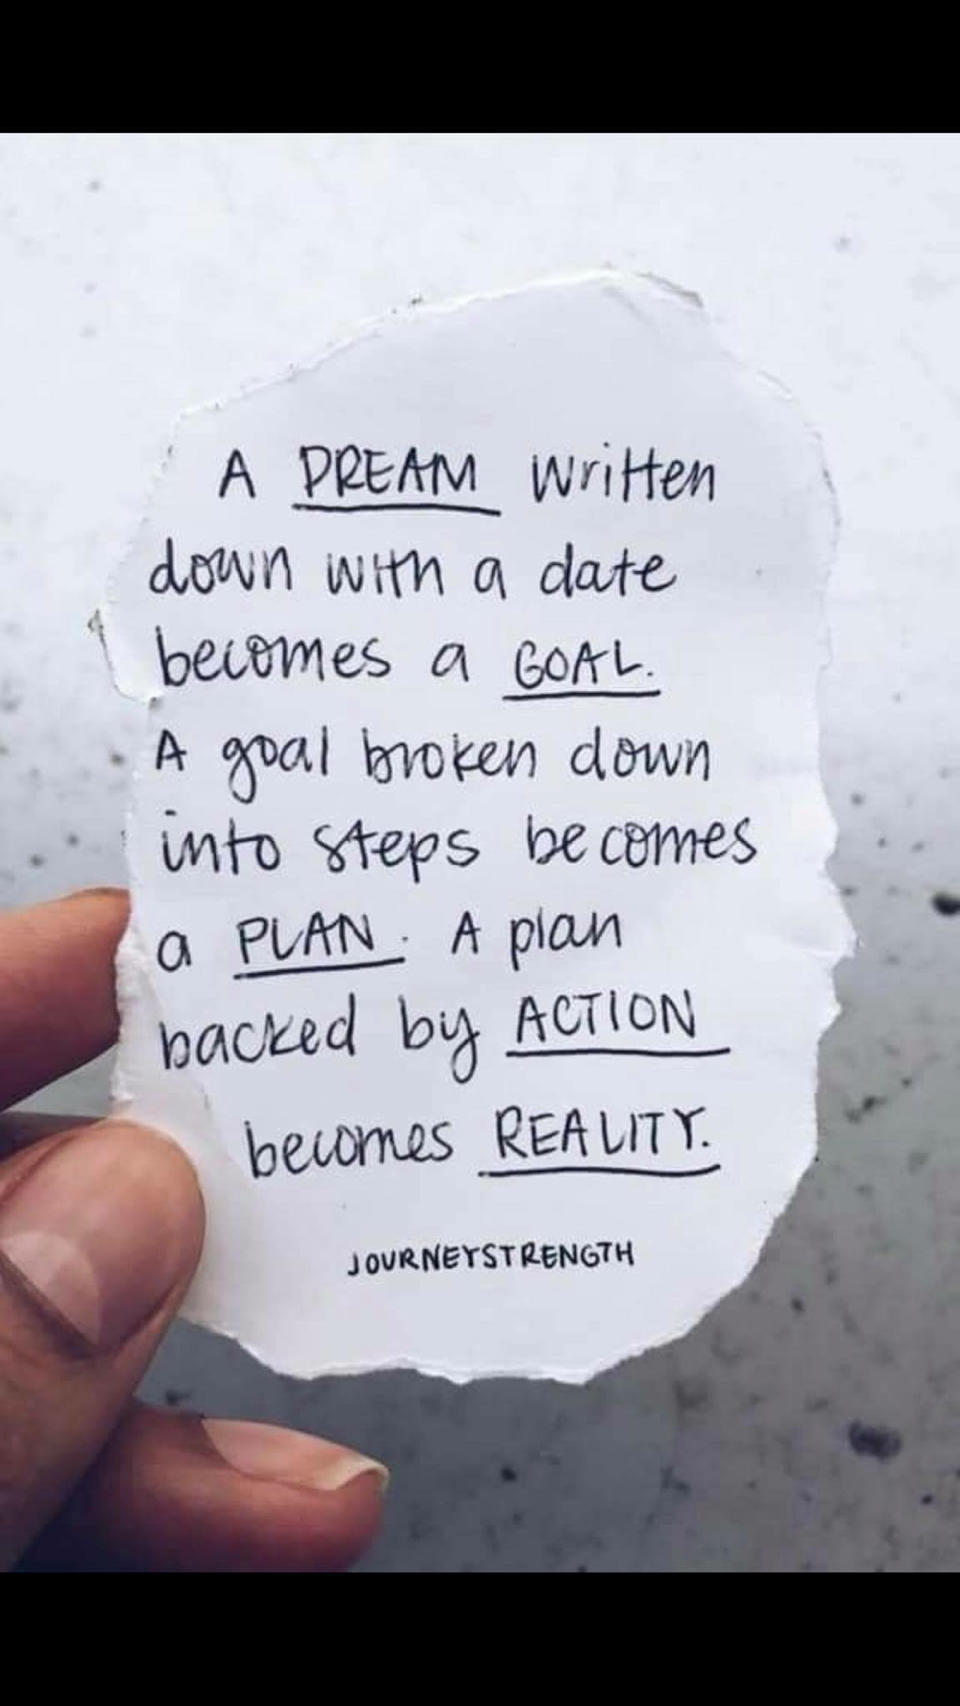 A DREAM written
down with a date
becomes a GOAL.
A goal broken down
into steps becomes
a PLAN. A plan
backed by ACTION
becomes REALITY.
JOURNEYSTRENGTH